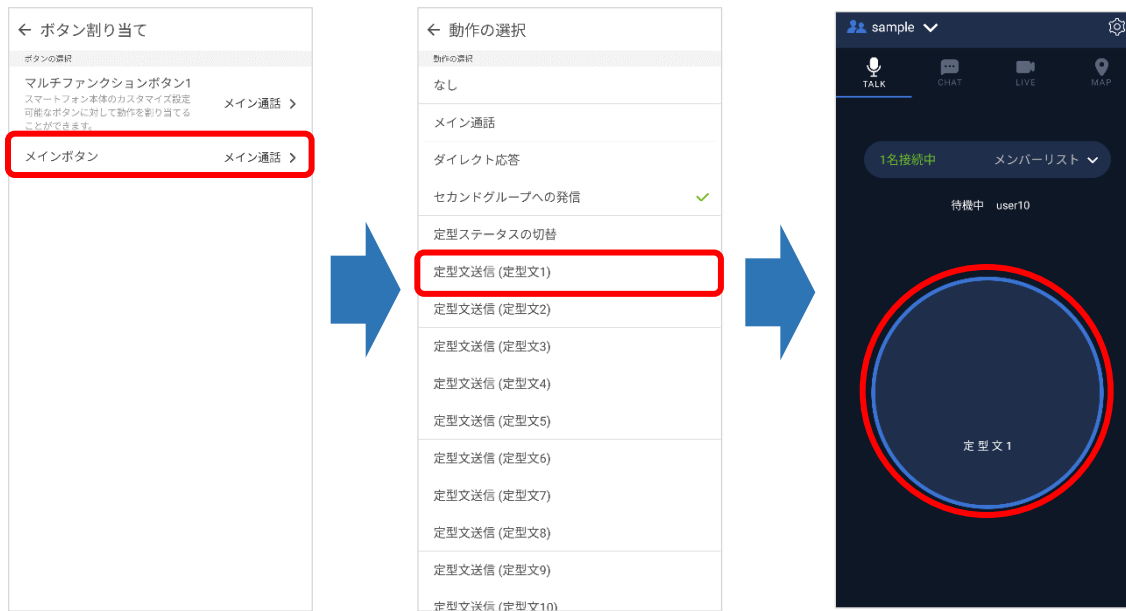 ← ボタン割り当て
ボタンの選択
マルチファンクションボタン1
スマートフォン本体のカスタマイズ設定
可能なボタンに対して動作を割り当てる
ことができます。
メイン通話 >
メインボタン メイン通話 >
← 動作の選択
動作の選択
なし
メイン通話
ダイレクト応答
セカンドグループへの発信
定型ステータスの切替
定型文送信 (定型文1)
定型文送信 (定型文2)
定型文送信 (定型文3)
定型文送信 (定型文4)
定型文送信 (定型文5)
定型文送信 (定型文6)
定型文送信 (定型文7)
定型文送信 (定型文8)
定型文送信 (定型文9)
定型文送信 (定型文10)
sample
TALK CHAT LIVE MAP
1名接続中 メンバーリスト
待機中 user10
定型文1